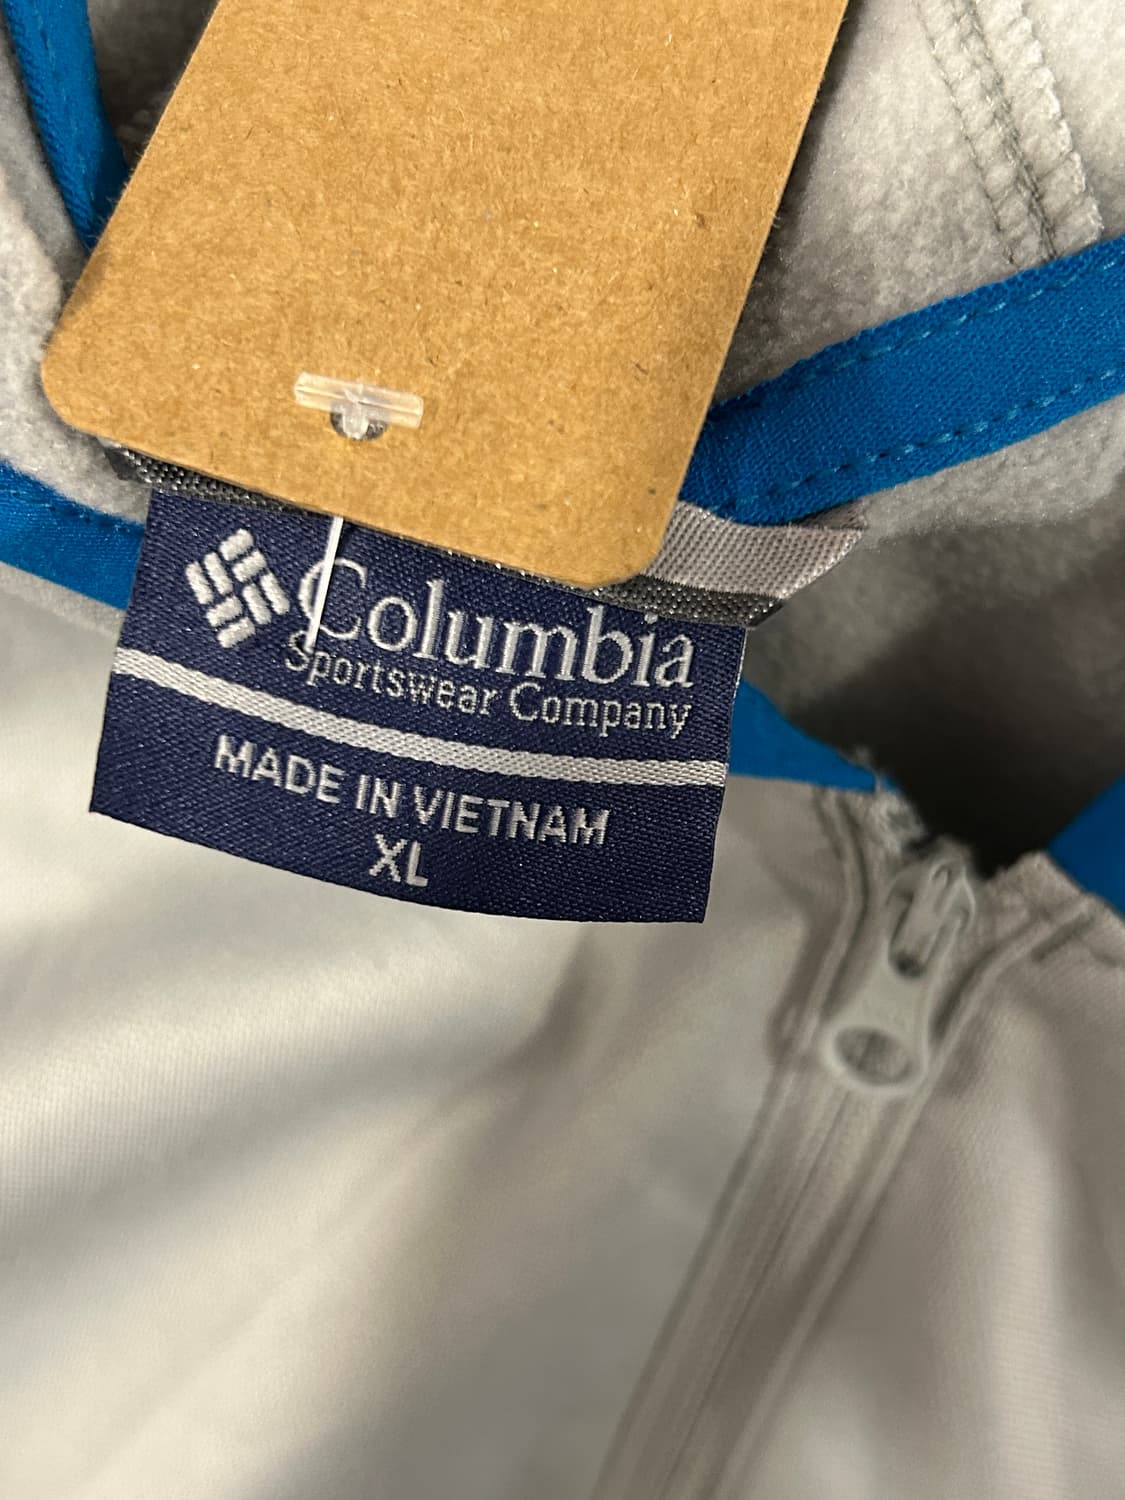 Columbia
Sportswear Company
MADE IN VIETNAM
XL